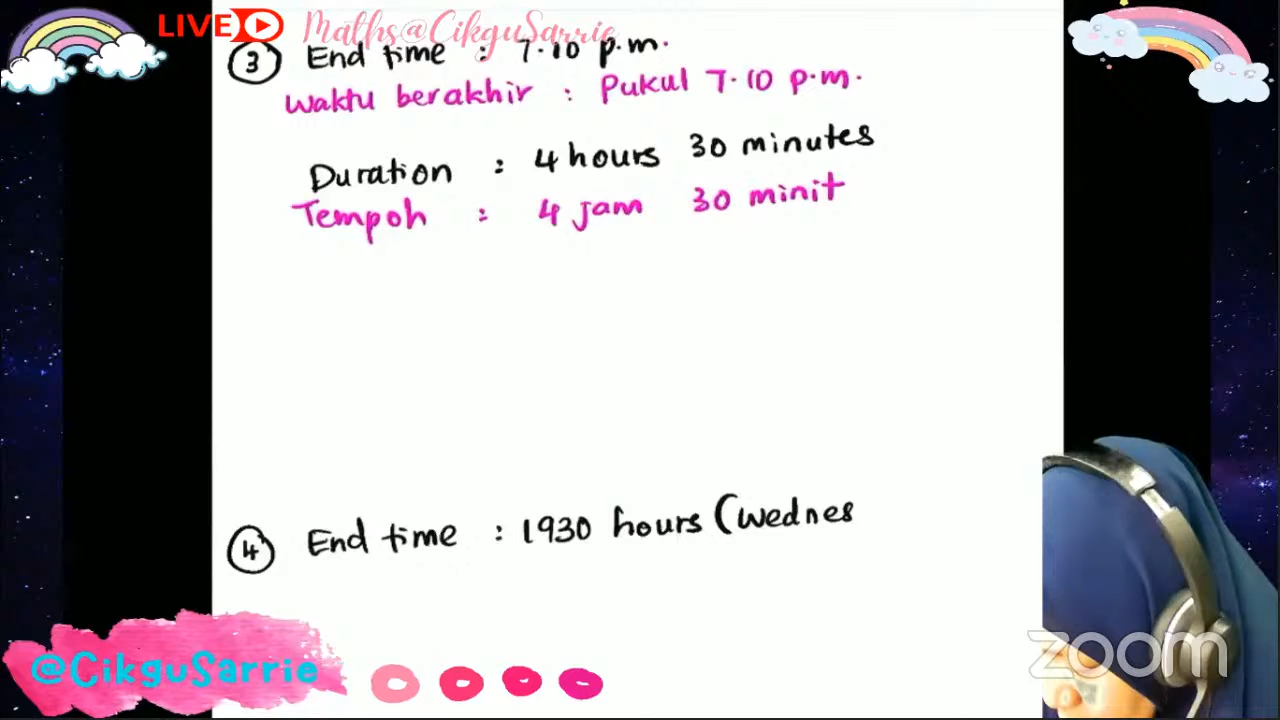 LIVE Maths@CikguSarrie
3 End time : 7.10 p.m.
Waktu berakhir : Pukul 7.10 p.m.
Duration : 4 hours 30 minutes
Tempoh : 4 jam 30 minit
4 End time : 1930 hours (Wednes
@CikguSarrie
zoom